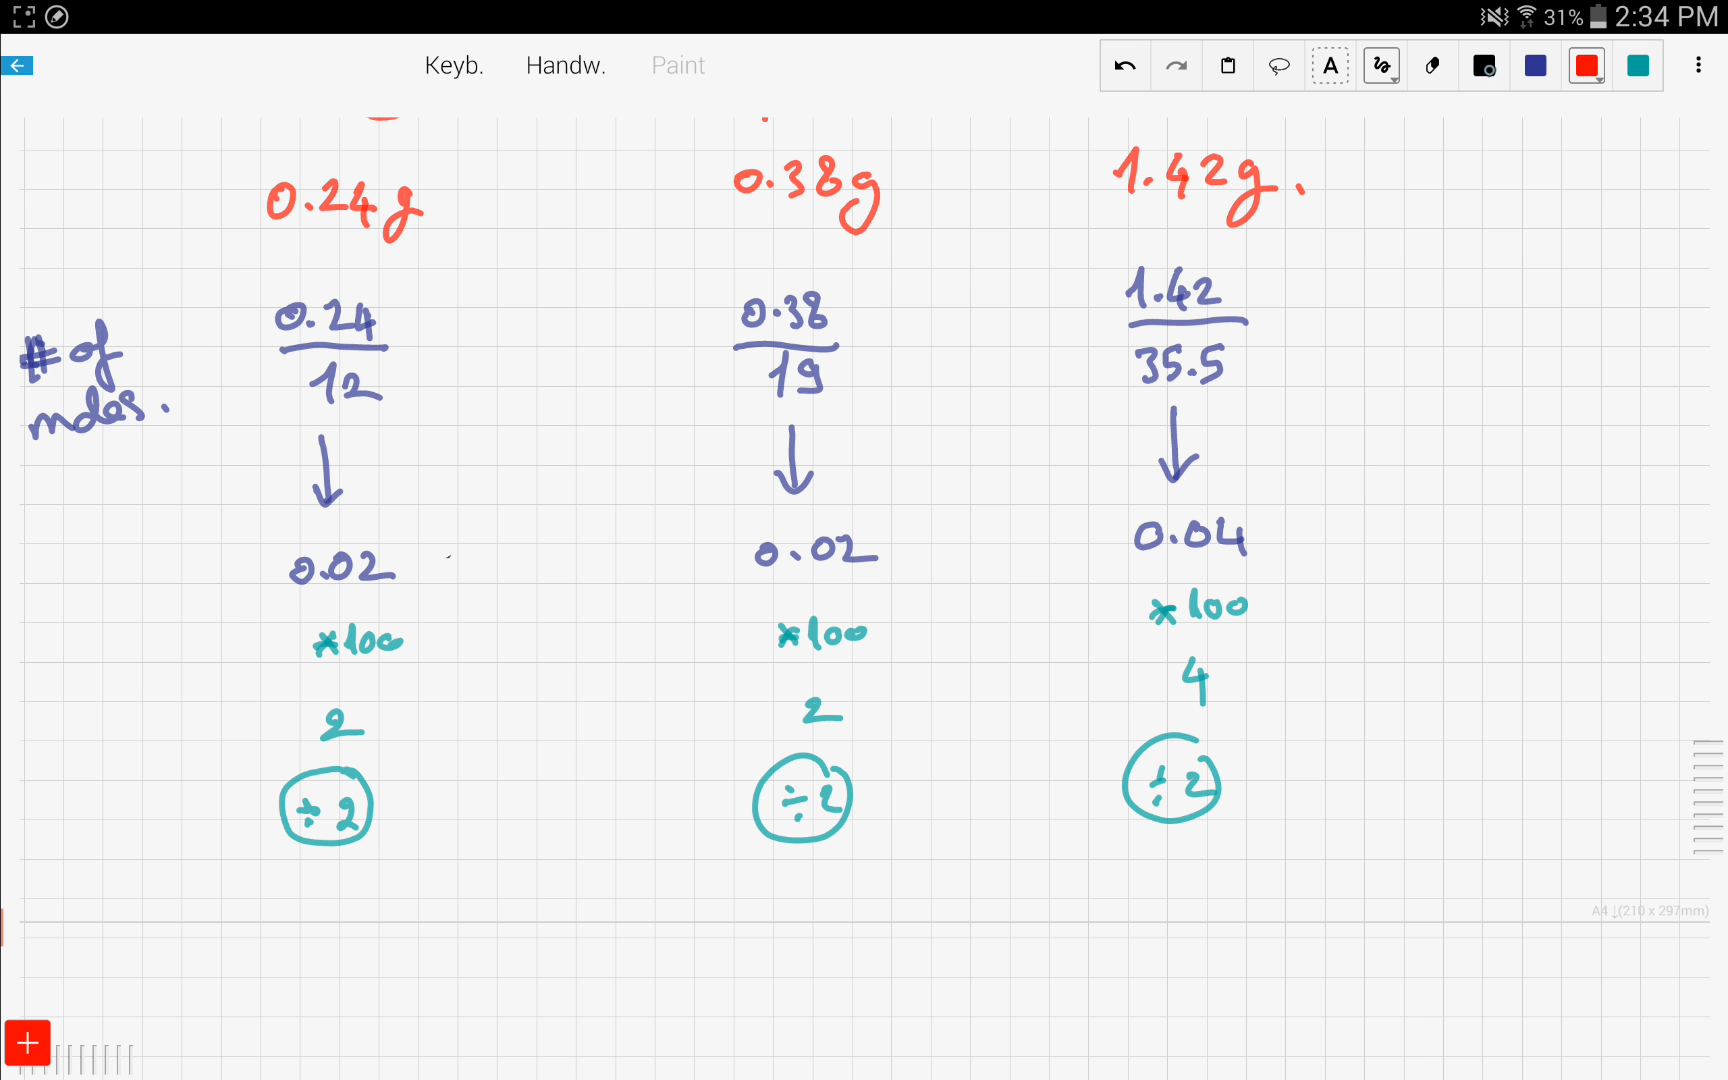 31% 2:34 PM
Keyb. Handw. Paint A
0.24g 0.38g 1.42g.
# of moles. 0.24 0.38 1.42
12 19 35.5
0.02 0.02 0.04
*100 *100 *100
2 2 4
÷2 ÷2 ÷2
A4 ↓(210 x 297mm)